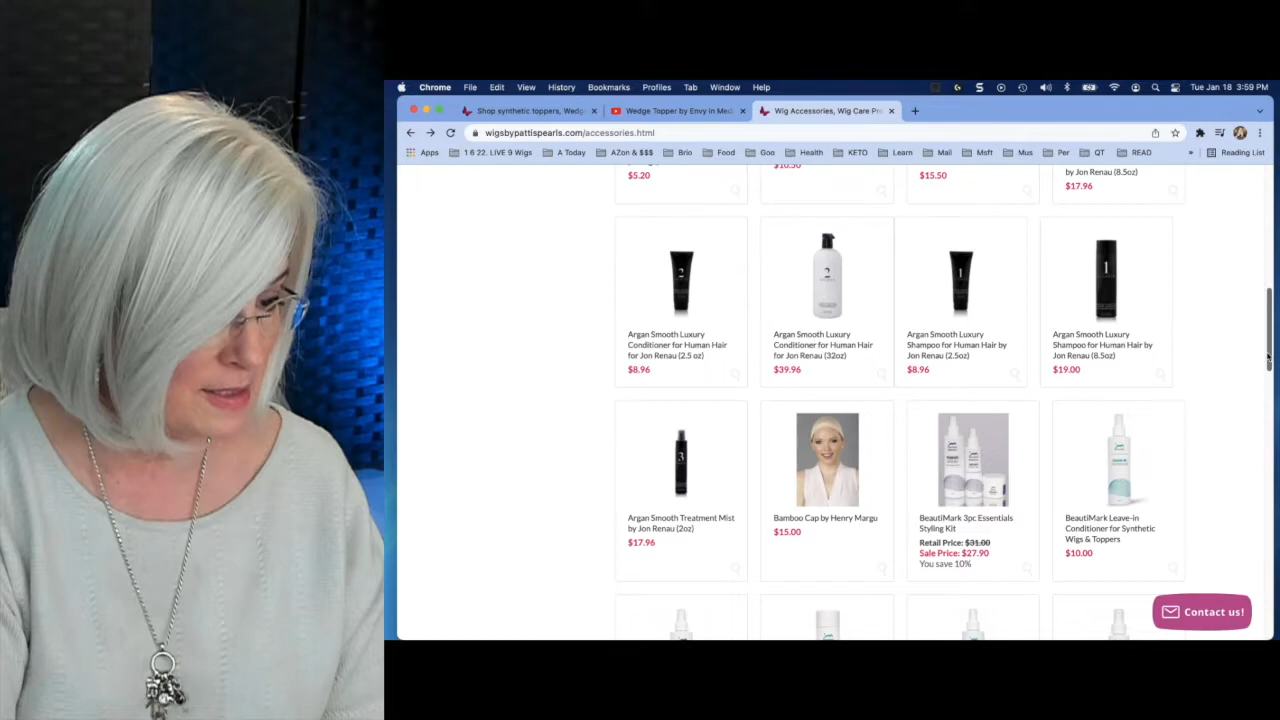 Chrome File Edit View History Bookmarks Profiles Tab Window Help Tue Jan 18 3:59 PM
Shop synthetic toppers, Wedg Wedge Topper by Envy in Med Wig Accessories, Wig Care Pr
wigsbypattispearls.com/accessories.html
Apps 1 6 22. LIVE 9 Wigs A Today AZon & $$$ Brio Food Goo Health KETO Learn Mail Msft Mus Per QT READ » Reading List
$5.20
$15.50
by Jon Renau (8.5oz)
$17.96
Argan Smooth Luxury
Conditioner for Human Hair
for Jon Renau (2.5 oz)
$8.96
Argan Smooth Luxury
Conditioner for Human Hair
for Jon Renau (32oz)
$39.96
Argan Smooth Luxury
Shampoo for Human Hair by
Jon Renau (2.5oz)
$8.96
Argan Smooth Luxury
Shampoo for Human Hair by
Jon Renau (8.5oz)
$19.00
Argan Smooth Treatment Mist
by Jon Renau (2oz)
$17.96
Bamboo Cap by Henry Margu
$15.00
BeautiMark 3pc Essentials
Styling Kit
Retail Price: $31.00
Sale Price: $27.90
You save 10%
BeautiMark Leave-in
Conditioner for Synthetic
Wigs & Toppers
$10.00
Contact us!